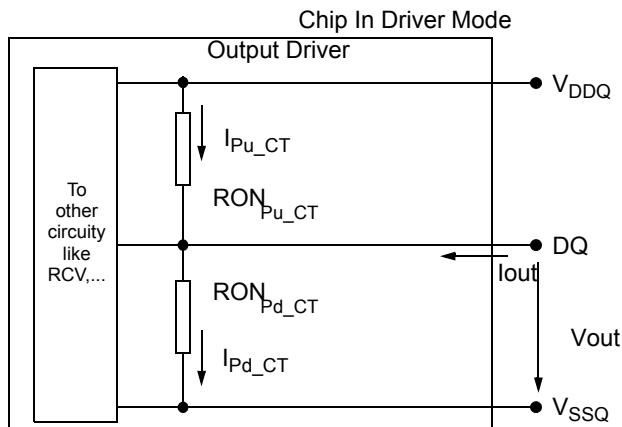 Chip In Driver Mode
Output Driver
VDDQ
IPu_CT
RONPu_CT
To
other
circuity
like
RCV,...
DQ
Iout
RONPd_CT
IPd_CT
Vout
VSSQ